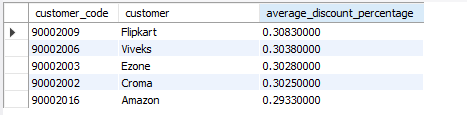 customer_code customer average_discount_percentage
90002009 Flipkart 0.30830000
90002006 Viveks 0.30380000
90002003 Ezone 0.30280000
90002002 Croma 0.30250000
90002016 Amazon 0.29330000